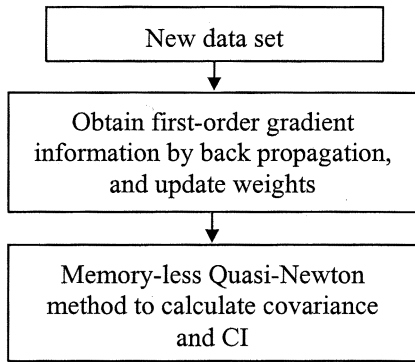 New data set
Obtain first-order gradient
information by back propagation,
and update weights
Memory-less Quasi-Newton
method to calculate covariance
and CI